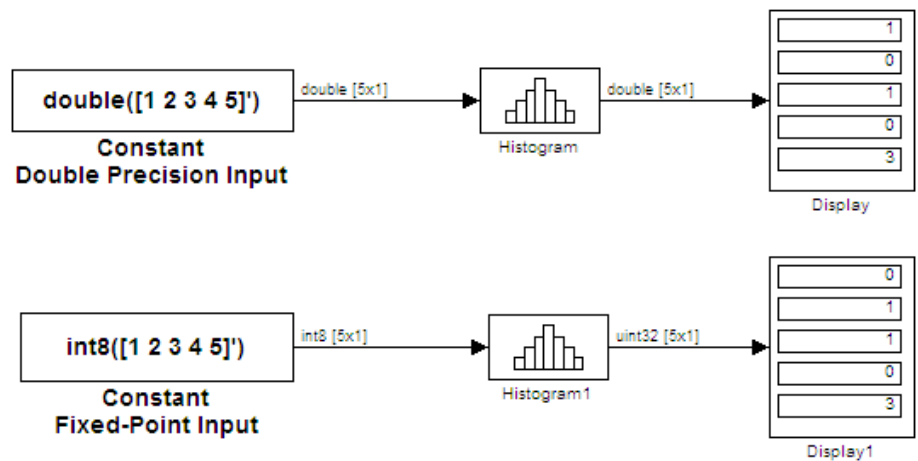 double([1 2 3 4 5]')
Constant
Double Precision Input
double [5x1]
Histogram
double [5x1]
1
0
1
0
3
Display
int8([1 2 3 4 5]')
Constant
Fixed-Point Input
int8 [5x1]
Histogram1
uint32 [5x1]
0
1
1
0
3
Display1